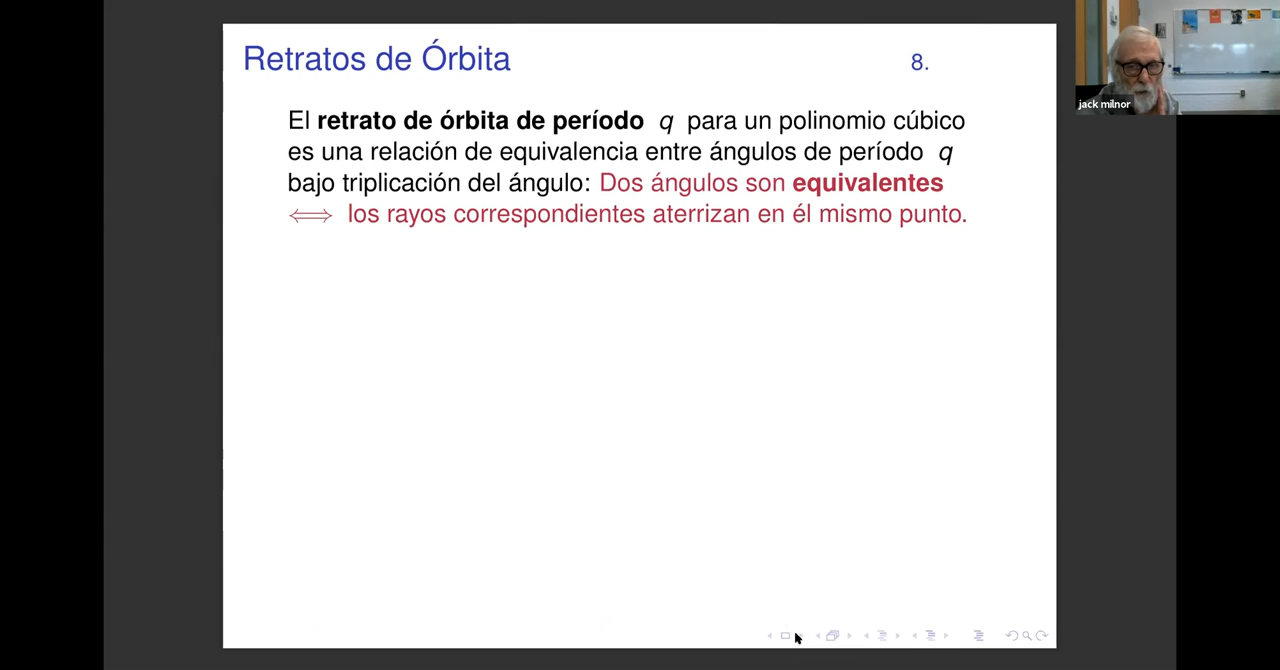 Retratos de Órbita
8.
El retrato de órbita de período q para un polinomio cúbico
es una relación de equivalencia entre ángulos de período q
bajo triplicación del ángulo: Dos ángulos son equivalentes
⟺ los rayos correspondientes aterrizan en él mismo punto.
jack milnor